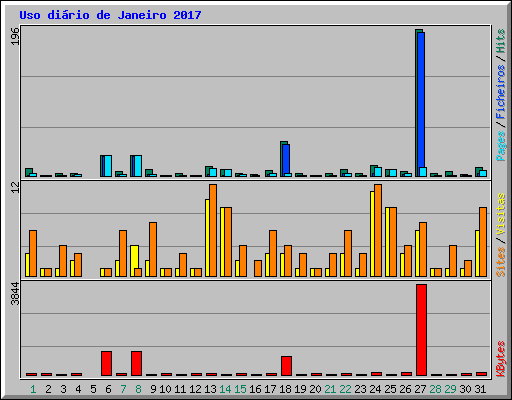 Uso diário de Janeiro 2017
196
Pages / Ficheiros / Hits
12
Sites / Visitas
3844
KBytes
1 2 3 4 5 6 7 8 9 10 11 12 13 14 15 16 17 18 19 20 21 22 23 24 25 26 27 28 29 30 31